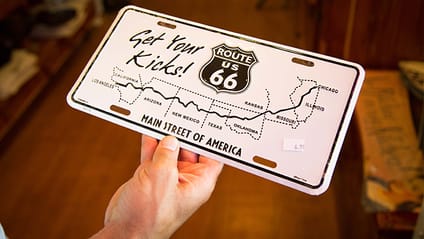 Get Your
Kicks!
ROUTE
US
66
CHICAGO
CALIFORNIA
LOS ANGELES
KANSAS
ILLINOIS
ARIZONA
MISSOURI
NEW MEXICO
TEXAS
OKLAHOMA
MAIN STREET OF AMERICA